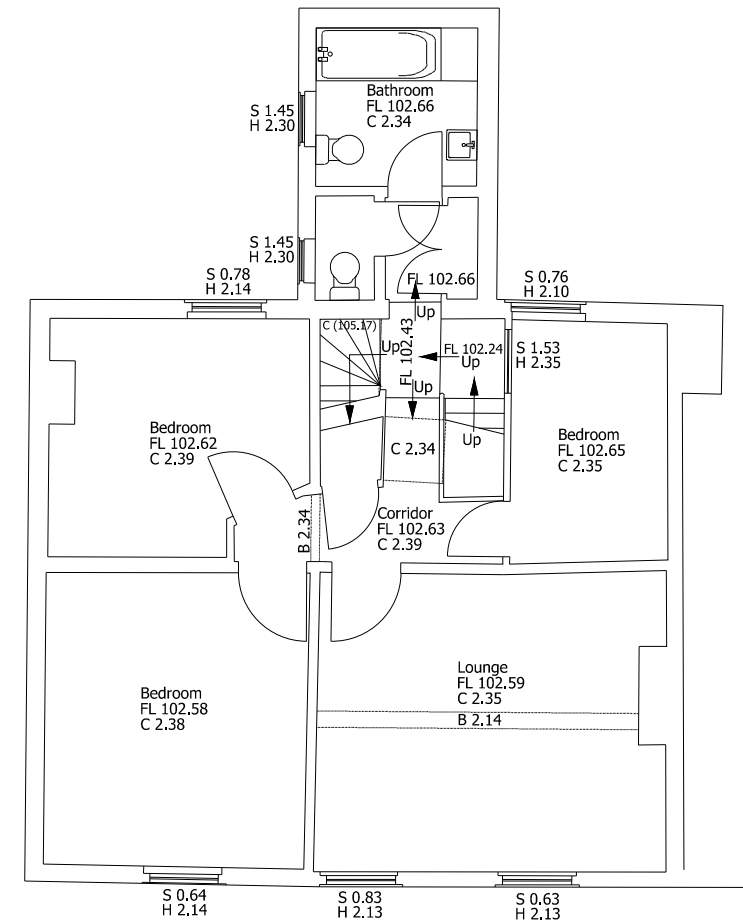 Bathroom
FL 102.66
C 2.34
S 1.45
H 2.30
S 1.45
H 2.30
FL 102.66
S 0.78
H 2.14
S 0.76
H 2.10
Up
C (105.17)
Up
FL 102.43
FL 102.24
Up
S 1.53
H 2.35
Up
Up
Bedroom
FL 102.62
C 2.39
C 2.34
Bedroom
FL 102.65
C 2.35
B 2.34
Corridor
FL 102.63
C 2.39
Bedroom
FL 102.58
C 2.38
Lounge
FL 102.59
C 2.35
B 2.14
S 0.64
H 2.14
S 0.83
H 2.13
S 0.63
H 2.13